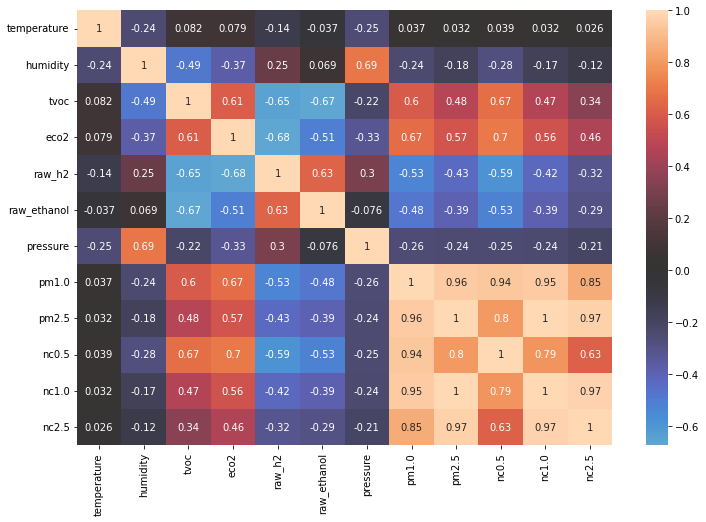 temperature 1 -0.24 0.082 0.079 -0.14 -0.037 -0.25 0.037 0.032 0.039 0.032 0.026
humidity -0.24 1 -0.49 -0.37 0.25 0.069 0.69 -0.24 -0.18 -0.28 -0.17 -0.12
tvoc 0.082 -0.49 1 0.61 -0.65 -0.67 -0.22 0.6 0.48 0.67 0.47 0.34
eco2 0.079 -0.37 0.61 1 -0.68 -0.51 -0.33 0.67 0.57 0.7 0.56 0.46
raw_h2 -0.14 0.25 -0.65 -0.68 1 0.63 0.3 -0.53 -0.43 -0.59 -0.42 -0.32
raw_ethanol -0.037 0.069 -0.67 -0.51 0.63 1 -0.076 -0.48 -0.39 -0.53 -0.39 -0.29
pressure -0.25 0.69 -0.22 -0.33 0.3 -0.076 1 -0.26 -0.24 -0.25 -0.24 -0.21
pm1.0 0.037 -0.24 0.6 0.67 -0.53 -0.48 -0.26 1 0.96 0.94 0.95 0.85
pm2.5 0.032 -0.18 0.48 0.57 -0.43 -0.39 -0.24 0.96 1 0.8 1 0.97
nc0.5 0.039 -0.28 0.67 0.7 -0.59 -0.53 -0.25 0.94 0.8 1 0.79 0.63
nc1.0 0.032 -0.17 0.47 0.56 -0.42 -0.39 -0.24 0.95 1 0.79 1 0.97
nc2.5 0.026 -0.12 0.34 0.46 -0.32 -0.29 -0.21 0.85 0.97 0.63 0.97 1
temperature humidity tvoc eco2 raw_h2 raw_ethanol pressure pm1.0 pm2.5 nc0.5 nc1.0 nc2.5
1.0
0.8
0.6
0.4
0.2
0.0
−0.2
−0.4
−0.6